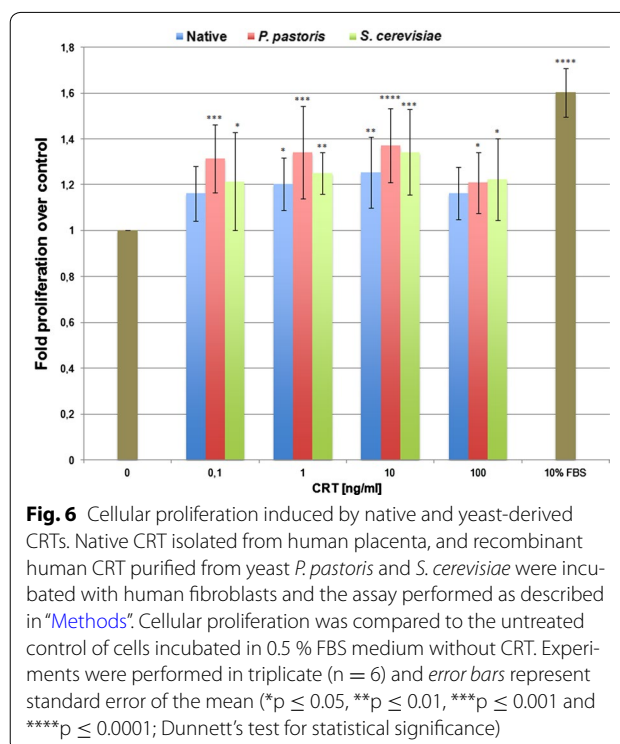 Native P. pastoris S. cerevisiae
1,8
1,6
1,4
1,2
1
0,8
0,6
0,4
0,2
0
Fold proliferation over control
*** * * *** ** ** **** *** * * ****
0 0,1 1 10 100 10% FBS
CRT [ng/ml]
Fig. 6 Cellular proliferation induced by native and yeast-derived
CRTs. Native CRT isolated from human placenta, and recombinant
human CRT purified from yeast P. pastoris and S. cerevisiae were incu-
bated with human fibroblasts and the assay performed as described
in “Methods”. Cellular proliferation was compared to the untreated
control of cells incubated in 0.5 % FBS medium without CRT. Experi-
ments were performed in triplicate (n = 6) and error bars represent
standard error of the mean (*p ≤ 0.05, **p ≤ 0.01, ***p ≤ 0.001 and
****p ≤ 0.0001; Dunnett’s test for statistical significance)